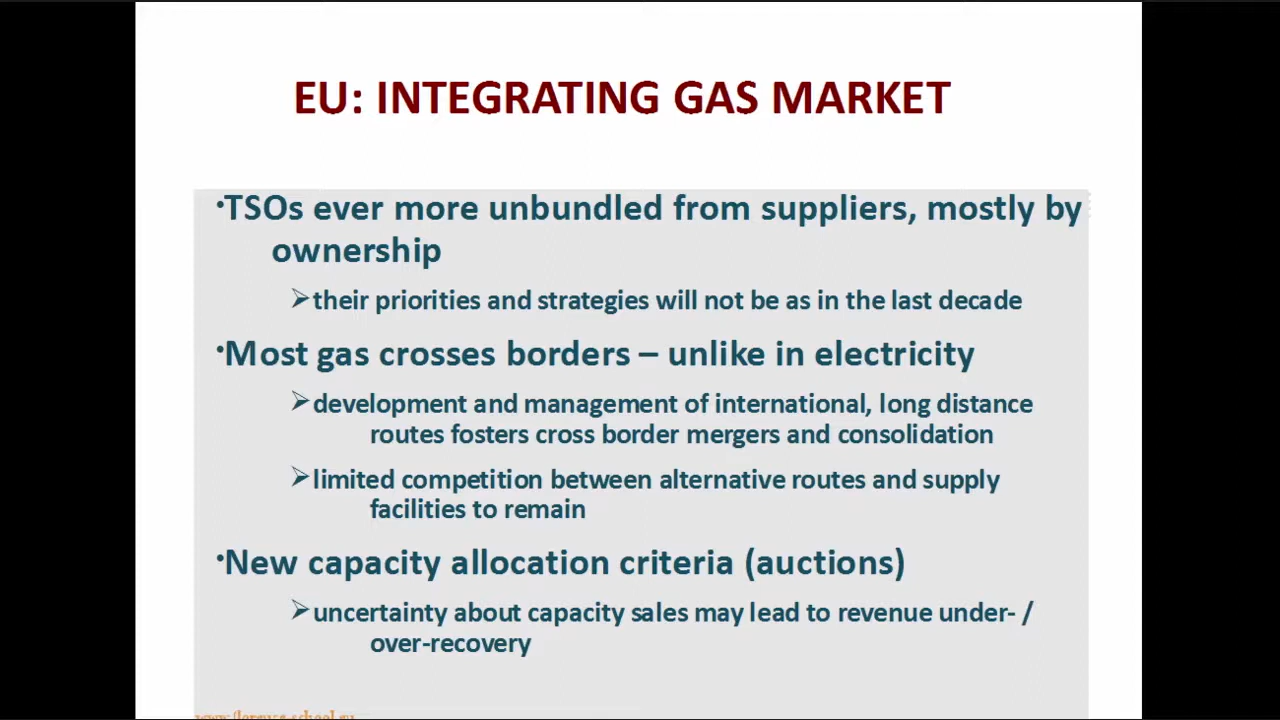 EU: INTEGRATING GAS MARKET
•TSOs ever more unbundled from suppliers, mostly by
ownership
➢their priorities and strategies will not be as in the last decade
•Most gas crosses borders – unlike in electricity
➢development and management of international, long distance
routes fosters cross border mergers and consolidation
➢limited competition between alternative routes and supply
facilities to remain
•New capacity allocation criteria (auctions)
➢uncertainty about capacity sales may lead to revenue under- /
over-recovery